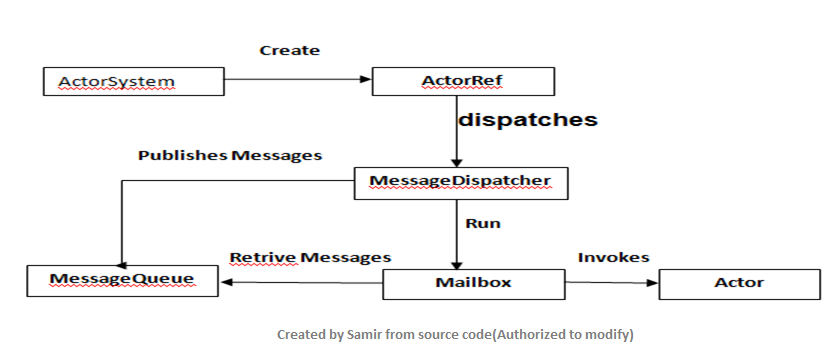 Create
ActorSystem
ActorRef
dispatches
Publishes Messages
MessageDispatcher
Run
Retrive Messages
Invokes
MessageQueue
Mailbox
Actor
Created by Samir from source code(Authorized to modify)